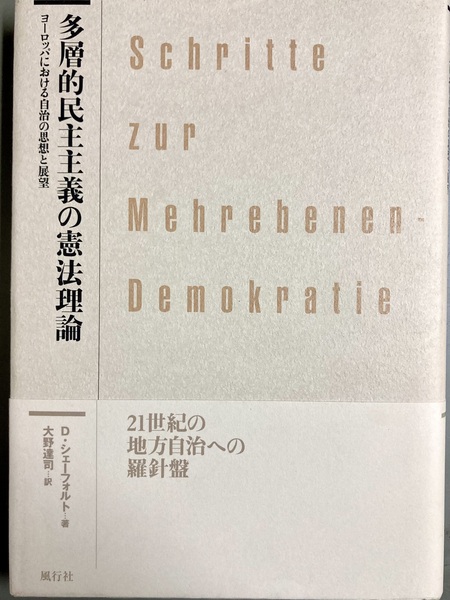 多層的民主主義の憲法理論
ヨーロッパにおける自治の思想と展望
Schritte
zur
Mehrebenen-
Demokratie
21世紀の
地方自治への
羅針盤
D・シェーフォルト…著
大野達司…訳
風行社